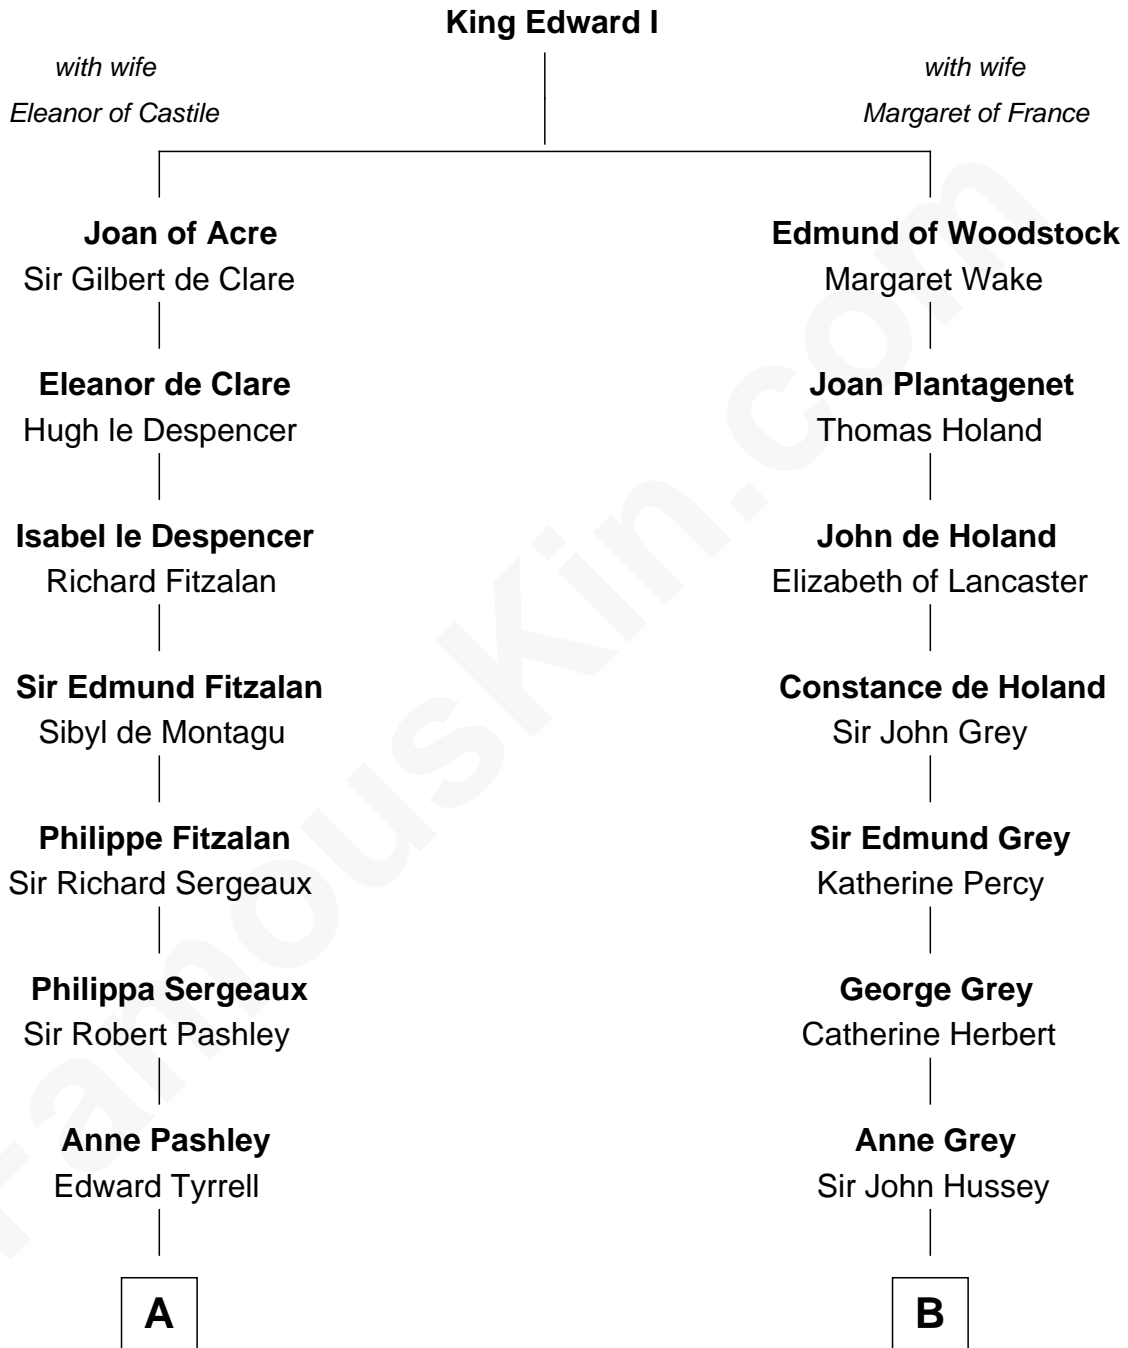 King Edward I
with wife
Eleanor of Castile
with wife
Margaret of France
Joan of Acre
Sir Gilbert de Clare
Edmund of Woodstock
Margaret Wake
Eleanor de Clare
Hugh le Despencer
Joan Plantagenet
Thomas Holand
Isabel le Despencer
Richard Fitzalan
John de Holand
Elizabeth of Lancaster
Sir Edmund Fitzalan
Sibyl de Montagu
Constance de Holand
Sir John Grey
Philippe Fitzalan
Sir Richard Sergeaux
Sir Edmund Grey
Katherine Percy
Philippa Sergeaux
Sir Robert Pashley
George Grey
Catherine Herbert
Anne Pashley
Edward Tyrrell
Anne Grey
Sir John Hussey
A
B
FamousKin.com